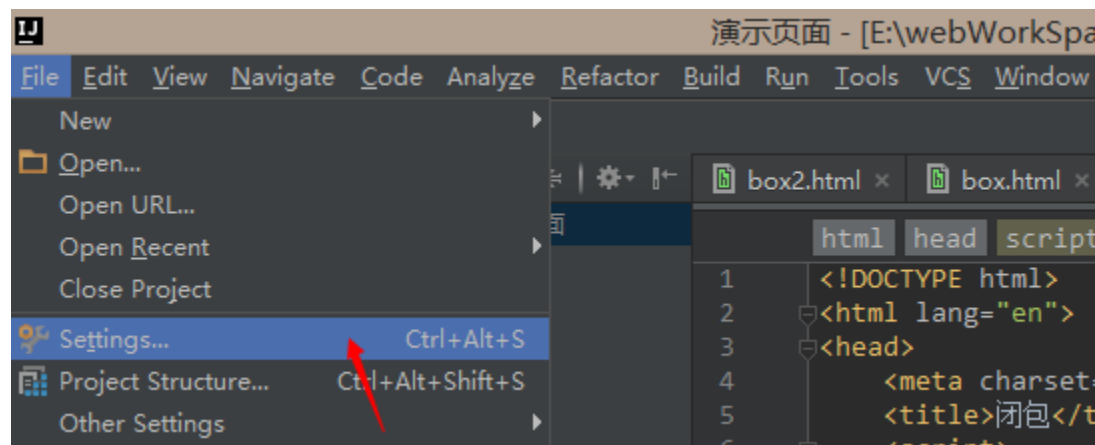 IJ
演示页面 - [E:\webWorkSpa
File Edit View Navigate Code Analyze Refactor Build Run Tools VCS Window
New
Open...
Open URL...
Open Recent
Close Project
Settings... Ctrl+Alt+S
Project Structure... Ctrl+Alt+Shift+S
Other Settings
面
box2.html × box.html ×
html head script
1 <!DOCTYPE html>
2 <html lang="en">
3 <head>
4 <meta charset=
5 <title>闭包</t
6 <script>